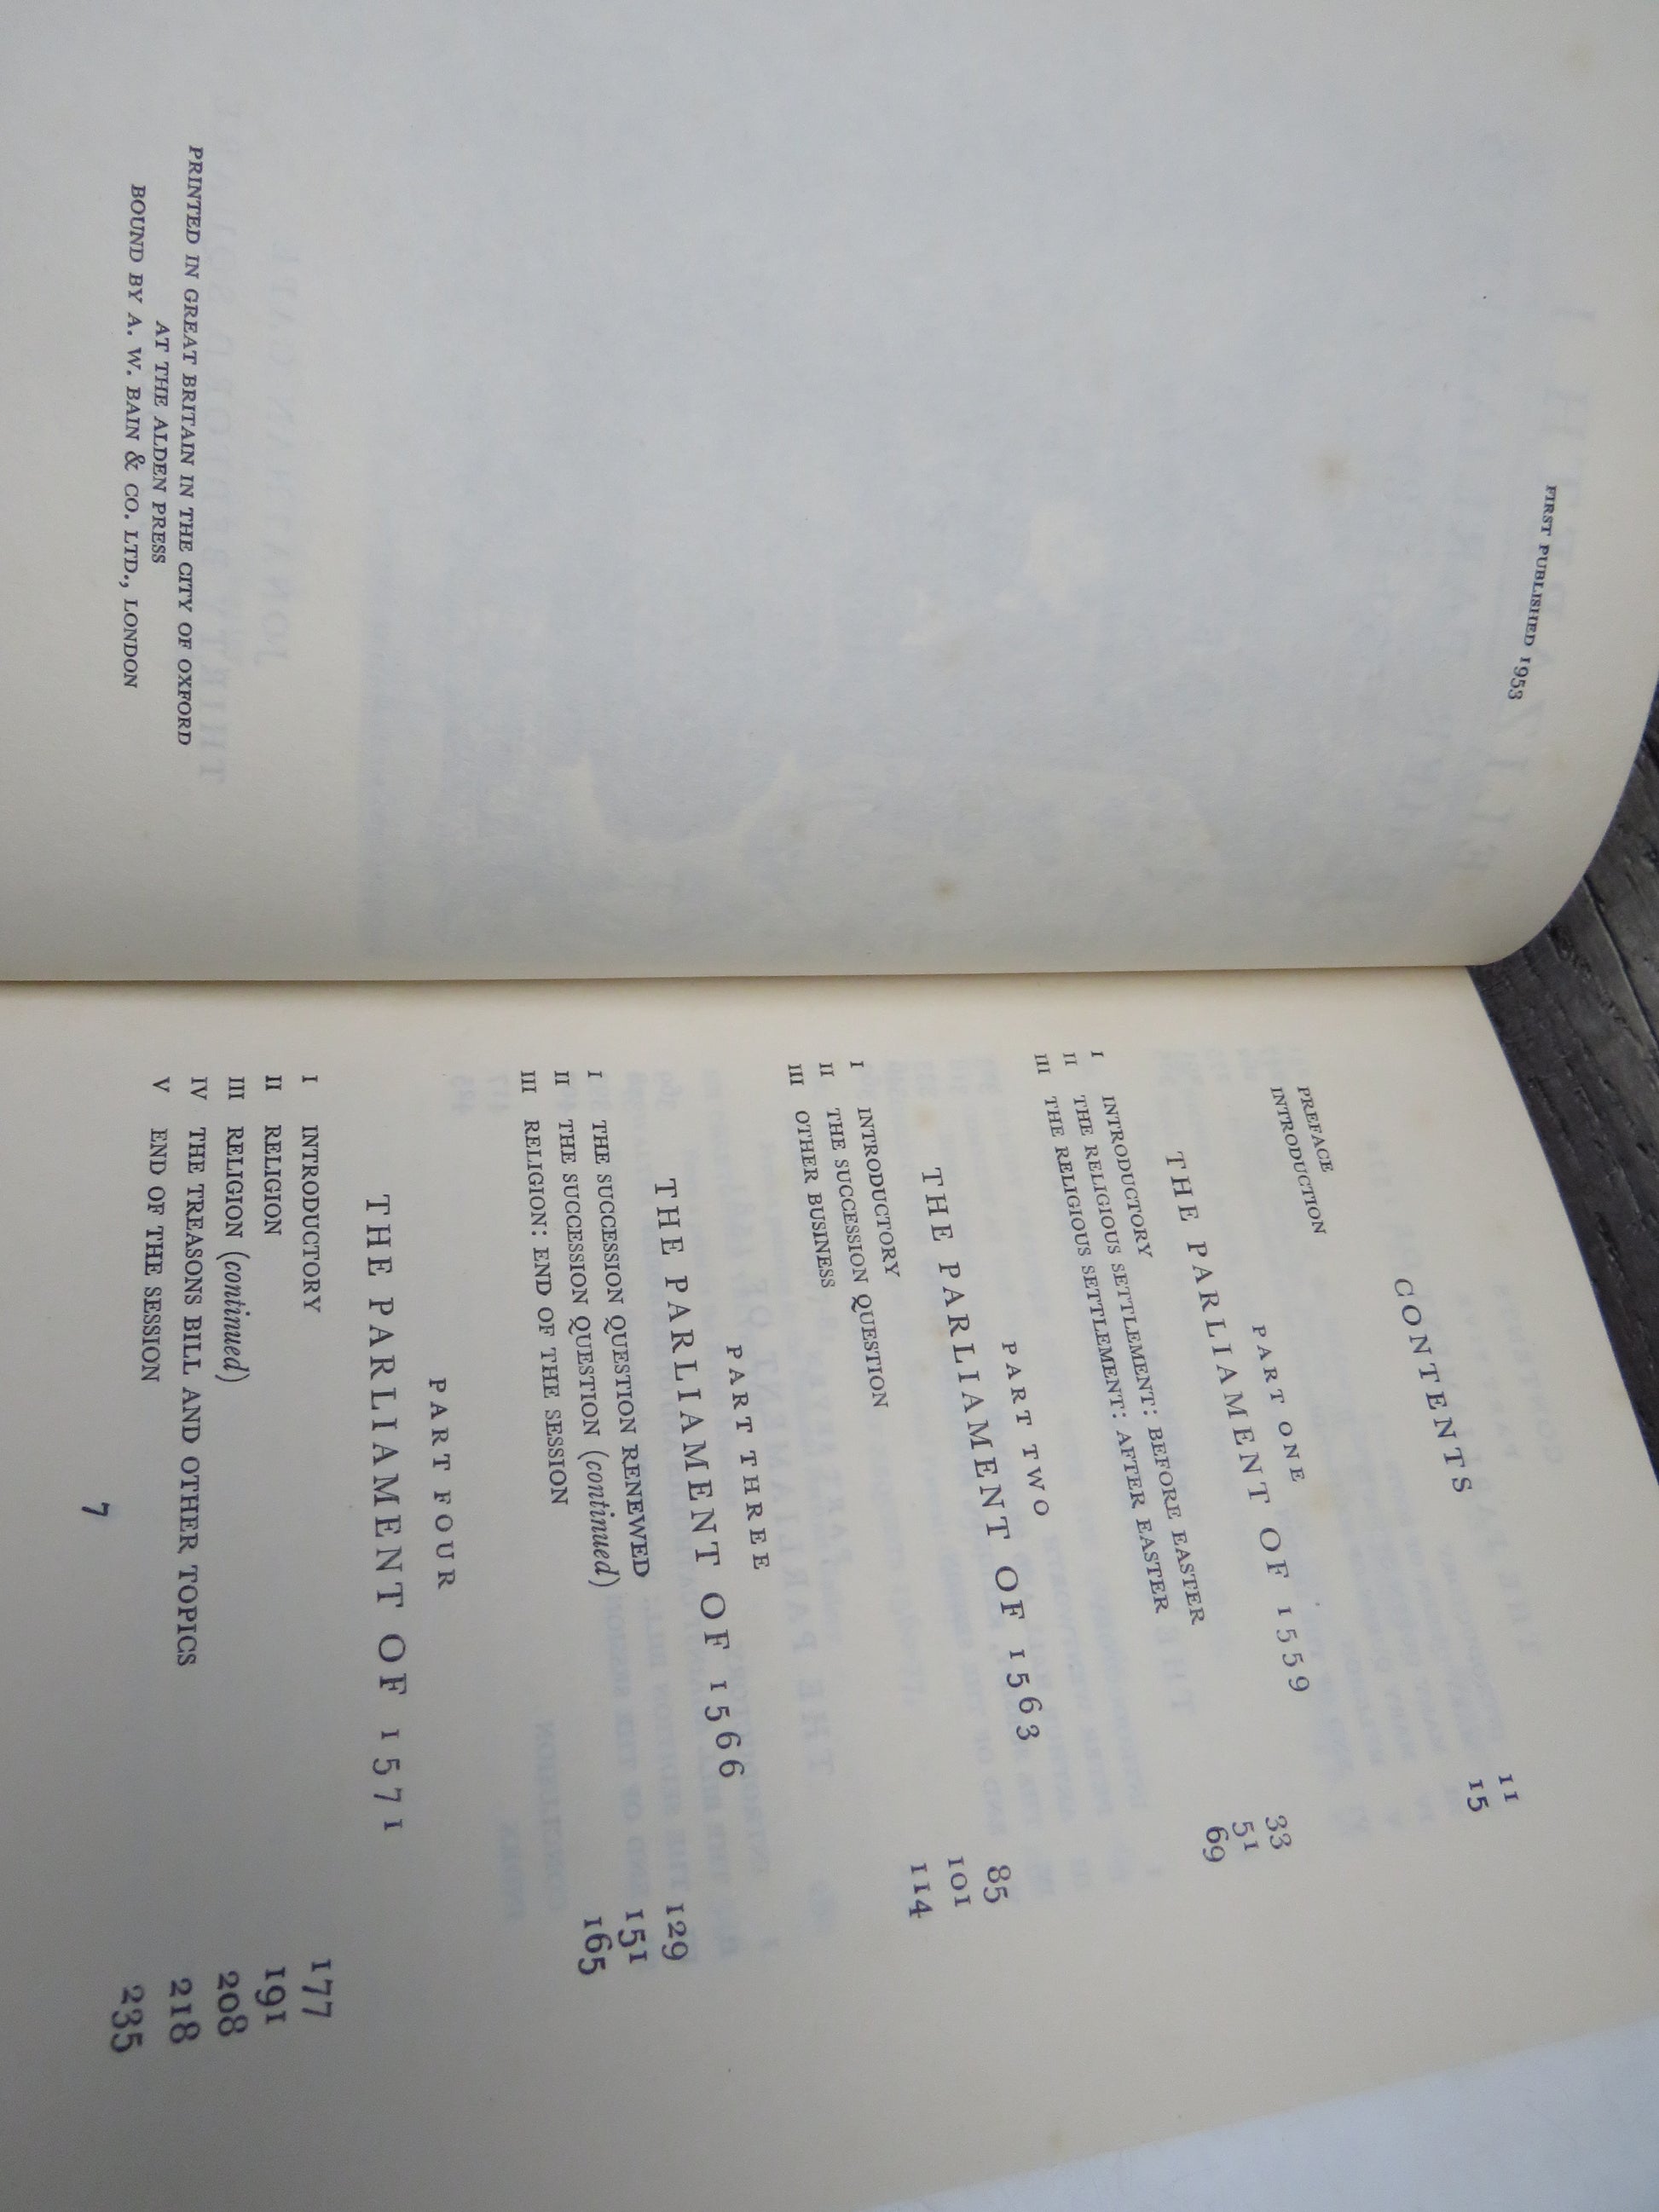 FIRST PUBLISHED 1953
PRINTED IN GREAT BRITAIN IN THE CITY OF OXFORD
AT THE ALDEN PRESS
BOUND BY A. W. BAIN & CO. LTD., LONDON
CONTENTS
PREFACE 11
INTRODUCTION 15
PART ONE
THE PARLIAMENT OF 1559
I INTRODUCTORY 33
II THE RELIGIOUS SETTLEMENT: BEFORE EASTER 51
III THE RELIGIOUS SETTLEMENT: AFTER EASTER 69
PART TWO
THE PARLIAMENT OF 1563
I INTRODUCTORY 85
II THE SUCCESSION QUESTION 101
III OTHER BUSINESS 114
PART THREE
THE PARLIAMENT OF 1566
I THE SUCCESSION QUESTION RENEWED 129
II THE SUCCESSION QUESTION (continued) 151
III RELIGION: END OF THE SESSION 165
PART FOUR
THE PARLIAMENT OF 1571
I INTRODUCTORY 177
II RELIGION 191
III RELIGION (continued) 208
IV THE TREASONS BILL AND OTHER TOPICS 218
V END OF THE SESSION 235
7